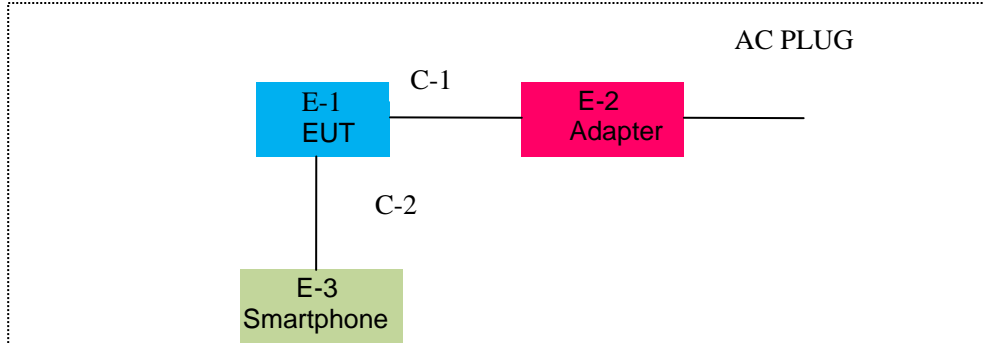 AC PLUG
C-1
E-1
EUT
E-2
Adapter
C-2
E-3
Smartphone